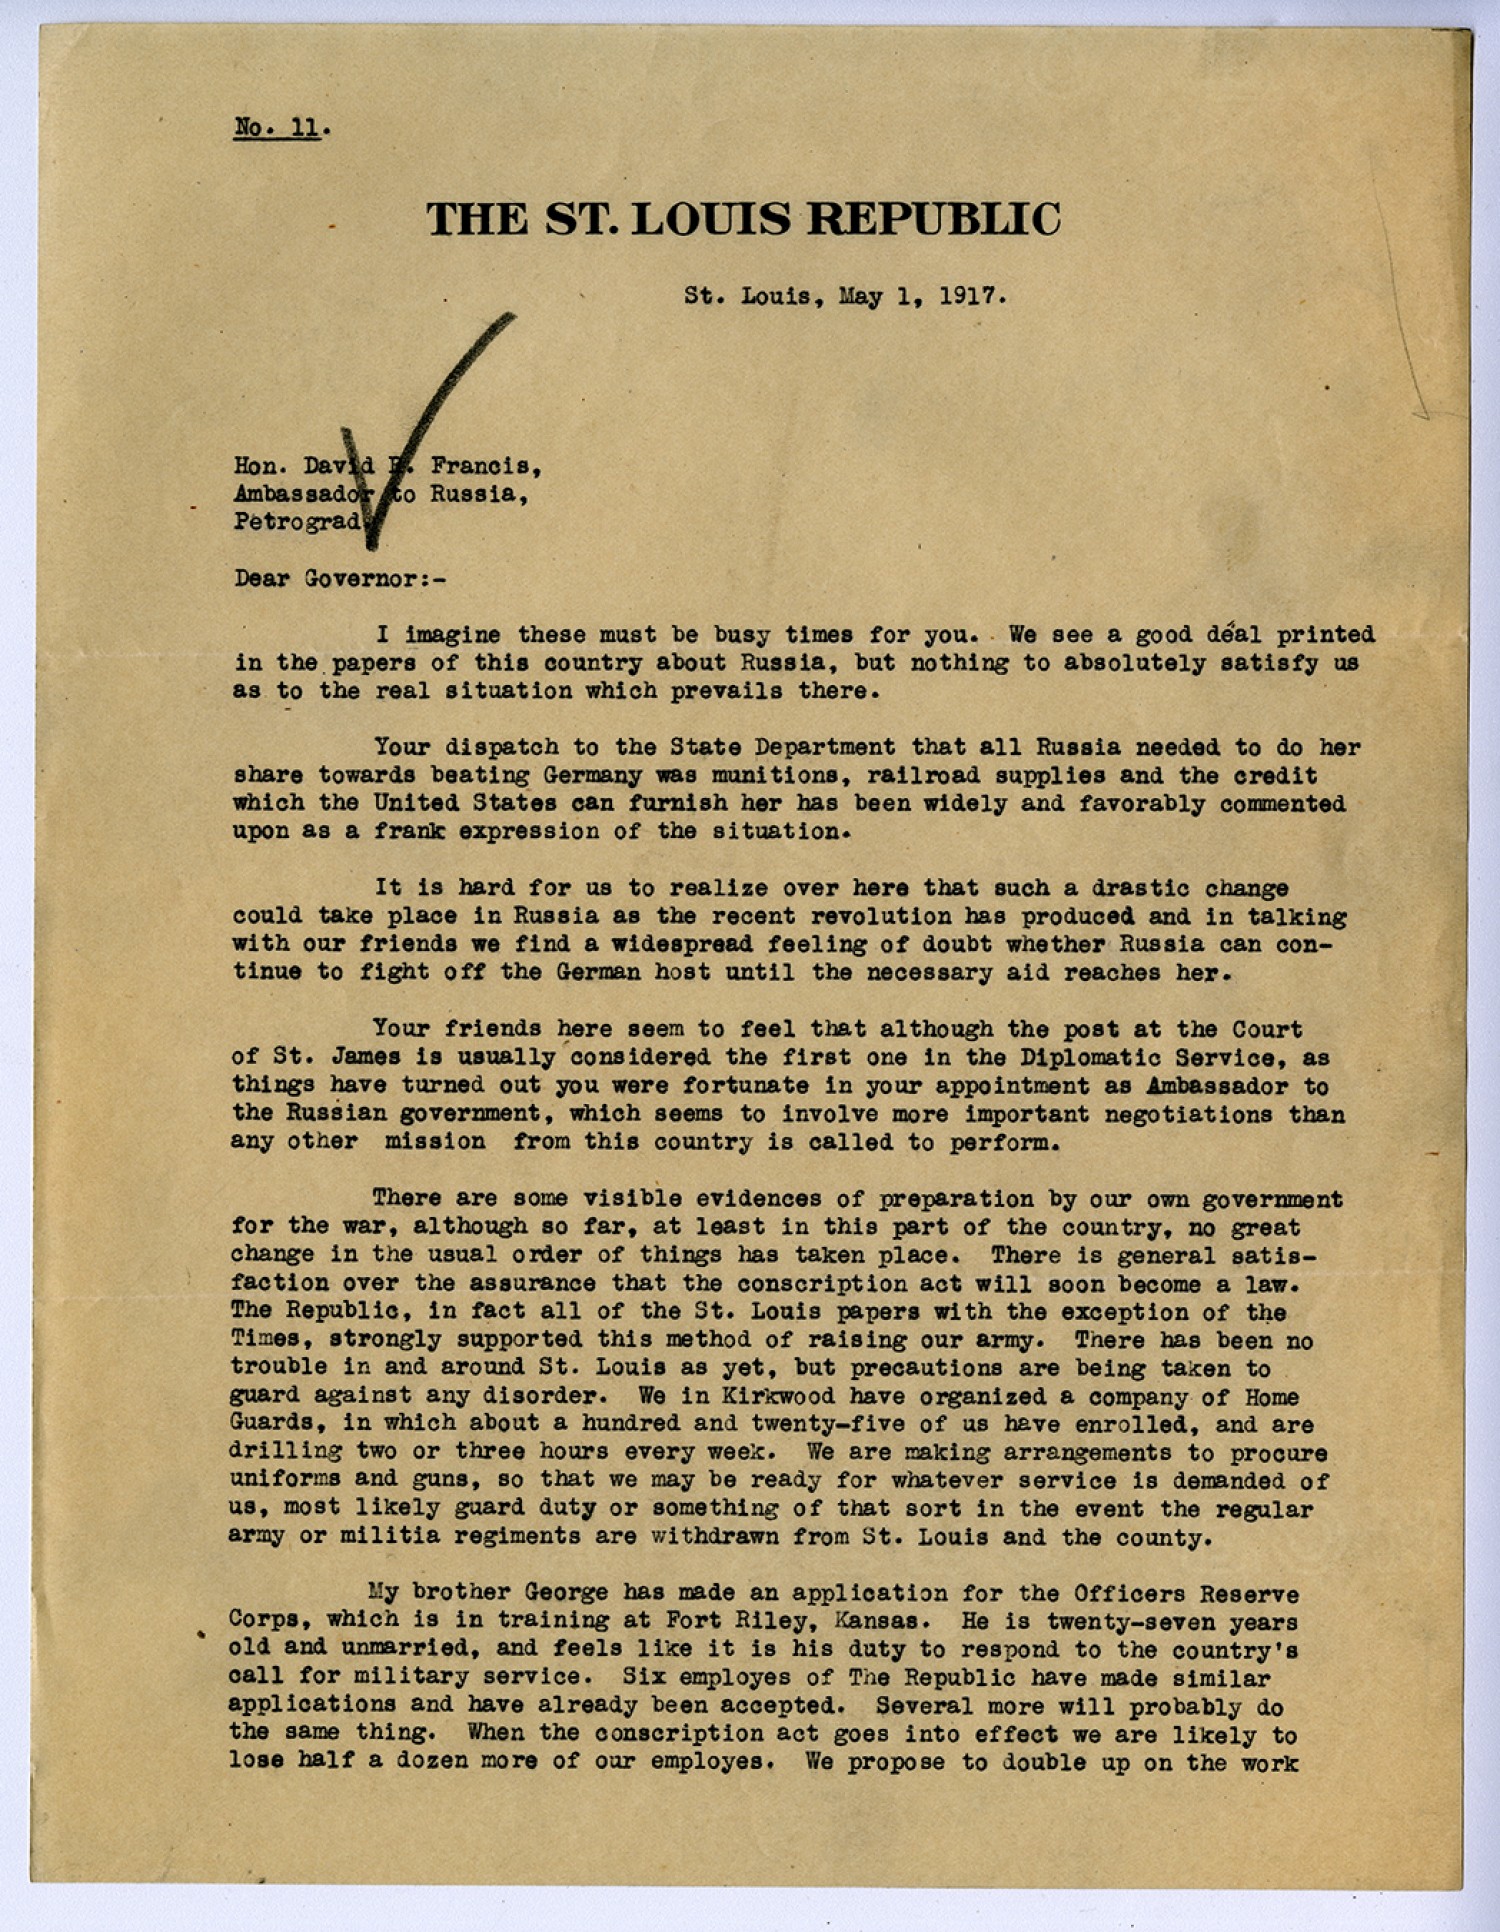 No. 11.
THE ST. LOUIS REPUBLIC
St. Louis, May 1, 1917.
Hon. David R. Francis,
Ambassador to Russia,
Petrograd.
Dear Governor:-
I imagine these must be busy times for you. We see a good deal printed
in the papers of this country about Russia, but nothing to absolutely satisfy us
as to the real situation which prevails there.
Your dispatch to the State Department that all Russia needed to do her
share towards beating Germany was munitions, railroad supplies and the credit
which the United States can furnish her has been widely and favorably commented
upon as a frank expression of the situation.
It is hard for us to realize over here that such a drastic change
could take place in Russia as the recent revolution has produced and in talking
with our friends we find a widespread feeling of doubt whether Russia can con-
tinue to fight off the German host until the necessary aid reaches her.
Your friends here seem to feel that although the post at the Court
of St. James is usually considered the first one in the Diplomatic Service, as
things have turned out you were fortunate in your appointment as Ambassador to
the Russian government, which seems to involve more important negotiations than
any other mission from this country is called to perform.
There are some visible evidences of preparation by our own government
for the war, although so far, at least in this part of the country, no great
change in the usual order of things has taken place. There is general satis-
faction over the assurance that the conscription act will soon become a law.
The Republic, in fact all of the St. Louis papers with the exception of the
Times, strongly supported this method of raising our army. There has been no
trouble in and around St. Louis as yet, but precautions are being taken to
guard against any disorder. We in Kirkwood have organized a company of Home
Guards, in which about a hundred and twenty-five of us have enrolled, and are
drilling two or three hours every week. We are making arrangements to procure
uniforms and guns, so that we may be ready for whatever service is demanded of
us, most likely guard duty or something of that sort in the event the regular
army or militia regiments are withdrawn from St. Louis and the county.
My brother George has made an application for the Officers Reserve
Corps, which is in training at Fort Riley, Kansas. He is twenty-seven years
old and unmarried, and feels like it is his duty to respond to the country's
call for military service. Six employes of The Republic have made similar
applications and have already been accepted. Several more will probably do
the same thing. When the conscription act goes into effect we are likely to
lose half a dozen more of our employes. We propose to double up on the work